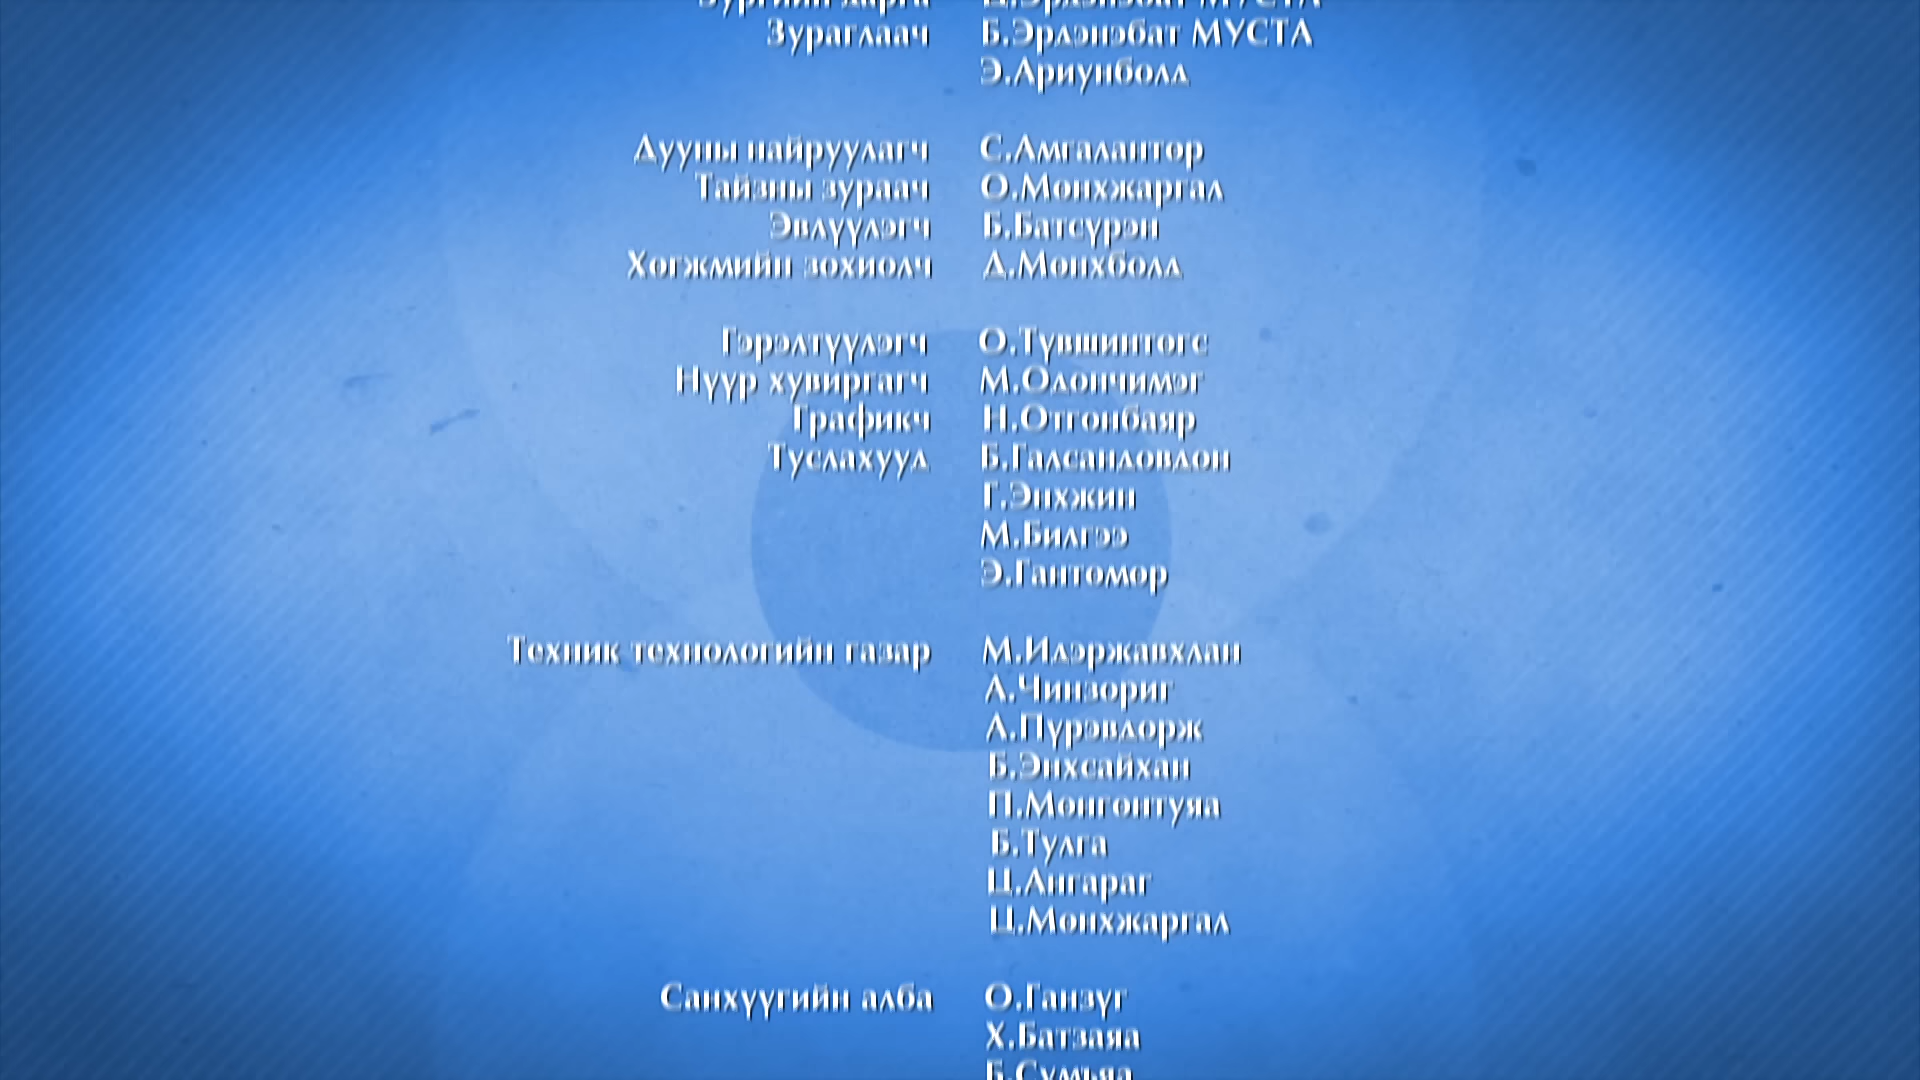 Зураглаач Б.Эрдэнэбат МУСТА
Э.Ариунболд
Дууны найруулагч С.Амгалантөр
Тайзны зураач О.Мөнхжаргал
Эвлүүлэгч Б.Батсүрэн
Хөгжмийн зохиолч Д.Мөнхболд
Гэрэлтүүлэгч О.Түвшинтөгс
Нүүр хувиргагч М.Одончимэг
Графикч Н.Отгонбаяр
Туслахууд Б.Галсандовдон
Г.Энхжин
М.Билгээ
Э.Гантөмөр
Техник технологийн газар М.Идэржавхлан
Л.Чинзориг
Л.Пүрэвдорж
Б.Энхсайхан
П.Мөнгөнтуяа
Б.Тулга
Ц.Ангараг
Ц.Мөнхжаргал
Санхүүгийн алба О.Ганзүг
Х.Батзаяа
Б.Сумъяа